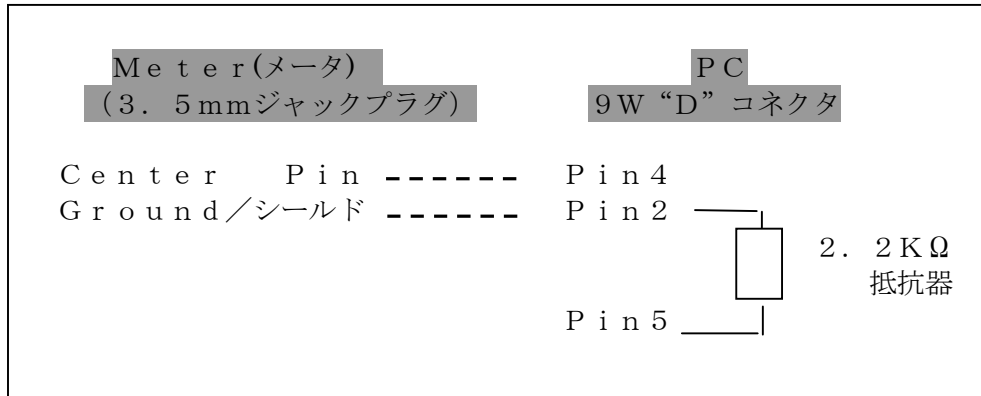 Ｍｅｔｅｒ(メータ)
（３．５ｍｍジャックプラグ）
ＰＣ
９Ｗ“Ｄ”コネクタ
Ｃｅｎｔｅｒ　Ｐｉｎ ------ Ｐｉｎ４
Ｇｒｏｕｎｄ／シールド ------ Ｐｉｎ２
２．２ＫΩ
抵抗器
Ｐｉｎ５